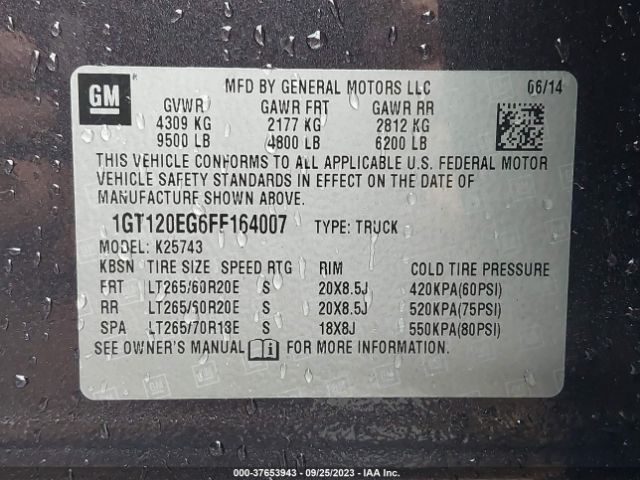 GM
MFD BY GENERAL MOTORS LLC 06/14
GVWR GAWR FRT GAWR RR
4309 KG 2177 KG 2812 KG
9500 LB 4800 LB 6200 LB
THIS VEHICLE CONFORMS TO ALL APPLICABLE U.S. FEDERAL MOTOR
VEHICLE SAFETY STANDARDS IN EFFECT ON THE DATE OF
MANUFACTURE SHOWN ABOVE.
1GT120EG6FF164007 TYPE: TRUCK
MODEL: K25743
KBSN TIRE SIZE SPEED RTG RIM COLD TIRE PRESSURE
FRT LT265/60R20E S 20X8.5J 420KPA(60PSI)
RR LT265/60R20E S 20X8.5J 520KPA(75PSI)
SPA LT265/70R18E S 18X8J 550KPA(80PSI)
SEE OWNER'S MANUAL FOR MORE INFORMATION.
000-37653943 - 09/25/2023 - IAA Inc.